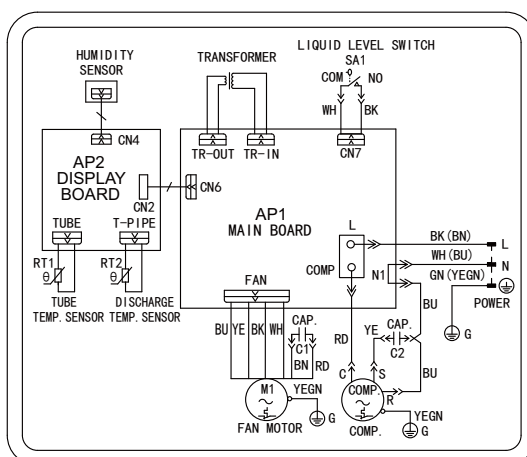 HUMIDITY
SENSOR
TRANSFORMER
LIQUID LEVEL SWITCH
SA1
COM
NO
WH
BK
CN4
TR-OUT
TR-IN
CN7
AP2
DISPLAY
BOARD
CN2
CN6
AP1
MAIN BOARD
L
COMP
BK(BN)
L
WH(BU)
N
N1
GN(YEGN)
POWER
G
TUBE
T-PIPE
RT1
θ
RT2
θ
TUBE
TEMP. SENSOR
DISCHARGE
TEMP. SENSOR
FAN
BU
YE
BK
WH
CAP.
C1
BN
RD
RD
YE
CAP.
C2
BU
BU
C
S
R
M1
FAN MOTOR
YEGN
G
COMP.
COMP.
YEGN
G